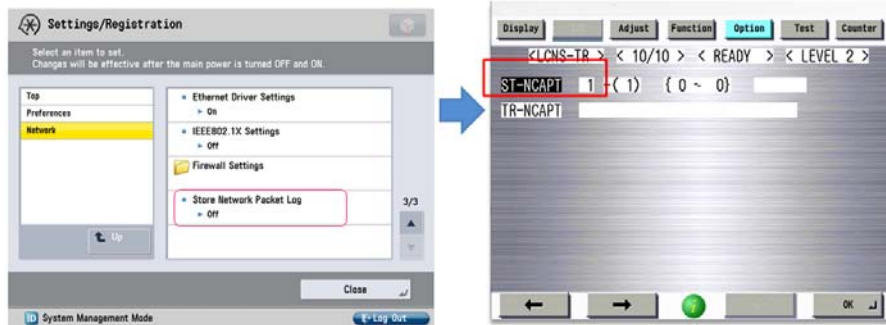 Settings/Registration
Select an item to set.
Changes will be effective after the main power is turned OFF and ON.
Top
Preferences
Network
Up
Ethernet Driver Settings
On
IEEE802.1X Settings
Off
Firewall Settings
Store Network Packet Log
Off
3/3
Close
System Management Mode
Log Out
Display
Adjust
Function
Option
Test
Counter
<LCNS-TR > < 10/10 > < READY > < LEVEL 2 >
ST-NCAPT 1 -( 1) { 0 ~ 0}
TR-NCAPT
OK